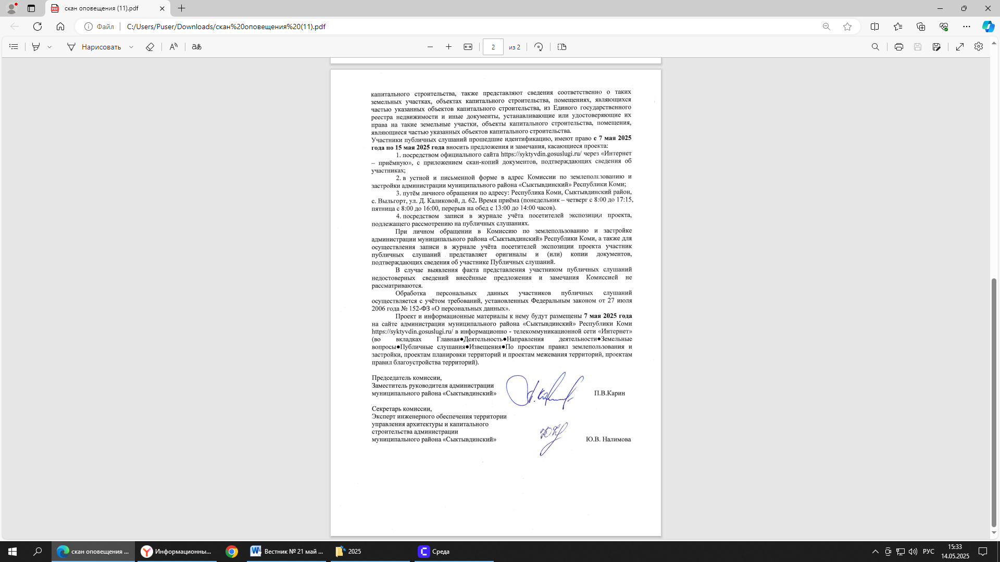 скан оповещения (11).pdf
Файл
C:/Users/Puser/Downloads/скан%20оповещения%20(11).pdf
Нарисовать
2
из 2
капитального строительства, также представляют сведения соответственно о таких
земельных участках, объектах капитального строительства, помещениях, являющихся
частью указанных объектов капитального строительства, из Единого государственного
реестра недвижимости и иные документы, устанавливающие или удостоверяющие их
права на такие земельные участки, объекты капитального строительства, помещения,
являющиеся частью указанных объектов капитального строительства.
Участники публичных слушаний прошедшие идентификацию, имеют право с 7 мая 2025
года по 15 мая 2025 года вносить предложения и замечания, касающиеся проекта:
1. посредством официального сайта https://syktyvdin.gosuslugi.ru/ через «Интернет
– приёмную», с приложением скан-копий документов, подтверждающих сведения об
участниках;
2. в устной и письменной форме в адрес Комиссии по землепользованию и
застройки администрации муниципального района «Сыктывдинский» Республики Коми;
3. путём личного обращения по адресу: Республика Коми, Сыктывдинский район,
с. Выльгорт, ул. Д. Каликовой, д. 62. Время приёма (понедельник – четверг с 8:00 до 17:15,
пятница с 8:00 до 16:00, перерыв на обед с 13:00 до 14:00 часов).
4. посредством записи в журнале учёта посетителей экспозиции проекта,
подлежащего рассмотрению на публичных слушаниях.
При личном обращении в Комиссию по землепользованию и застройке
администрации муниципального района «Сыктывдинский» Республики Коми, а также для
осуществления записи в журнале учёта посетителей экспозиции проекта участник
публичных слушаний представляет оригиналы и (или) копии документов,
подтверждающих сведения об участнике Публичных слушаний.
В случае выявления факта представления участником публичных слушаний
недостоверных сведений внесённые предложения и замечания Комиссией не
рассматриваются.
Обработка персональных данных участников публичных слушаний
осуществляется с учётом требований, установленных Федеральным законом от 27 июля
2006 года № 152-ФЗ «О персональных данных».
Проект и информационные материалы к нему будут размещены 7 мая 2025 года
на сайте администрации муниципального района «Сыктывдинский» Республики Коми
https://syktyvdin.gosuslugi.ru/ в информационно - телекоммуникационной сети «Интернет»
(во вкладках Главная●Деятельность●Направления деятельности●Земельные
вопросы●Публичные слушания●Извещения●По проектам правил землепользования и
застройки, проектам планировки территорий и проектам межевания территорий, проектам
правил благоустройства территорий).
Председатель комиссии,
Заместитель руководителя администрации
муниципального района «Сыктывдинский»
П.В.Карин
Секретарь комиссии,
Эксперт инженерного обеспечения территории
управления архитектуры и капитального
строительства администрации
муниципального района «Сыктывдинский»
Ю.В. Налимова
скан оповещения ...
Информационны...
Вестник № 21 май ...
2025
Среда
РУС
15:33
14.05.2025